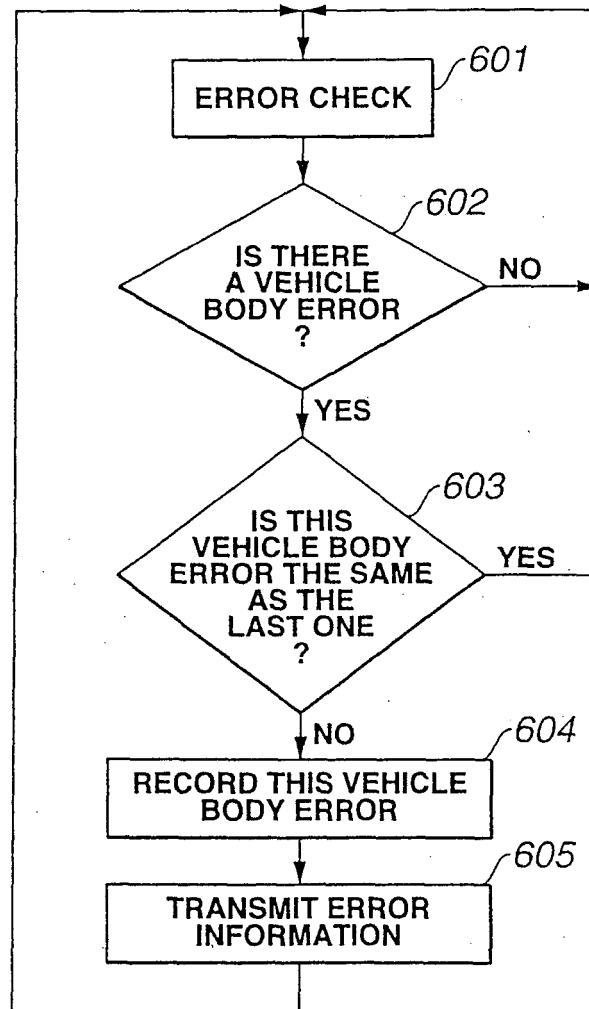 601
ERROR CHECK
602
IS THERE
A VEHICLE
BODY ERROR
?
NO
YES
603
IS THIS
VEHICLE BODY
ERROR THE SAME
AS THE
LAST ONE
?
YES
NO
604
RECORD THIS VEHICLE
BODY ERROR
605
TRANSMIT ERROR
INFORMATION